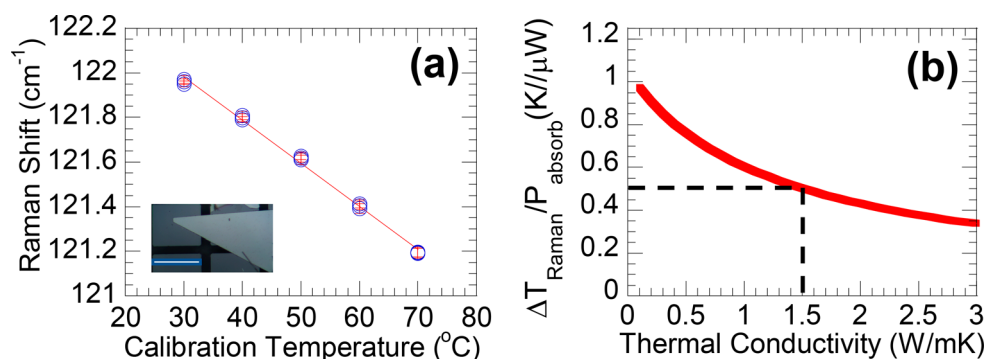 (a)
Raman Shift (cm-1)
122.2
122
121.8
121.6
121.4
121.2
121
20 30 40 50 60 70 80
Calibration Temperature (oC)
(b)
ΔTRaman/Pabsorb(K//μW)
1.2
1
0.8
0.6
0.4
0.2
0
0 0.5 1 1.5 2 2.5 3
Thermal Conductivity (W/mK)